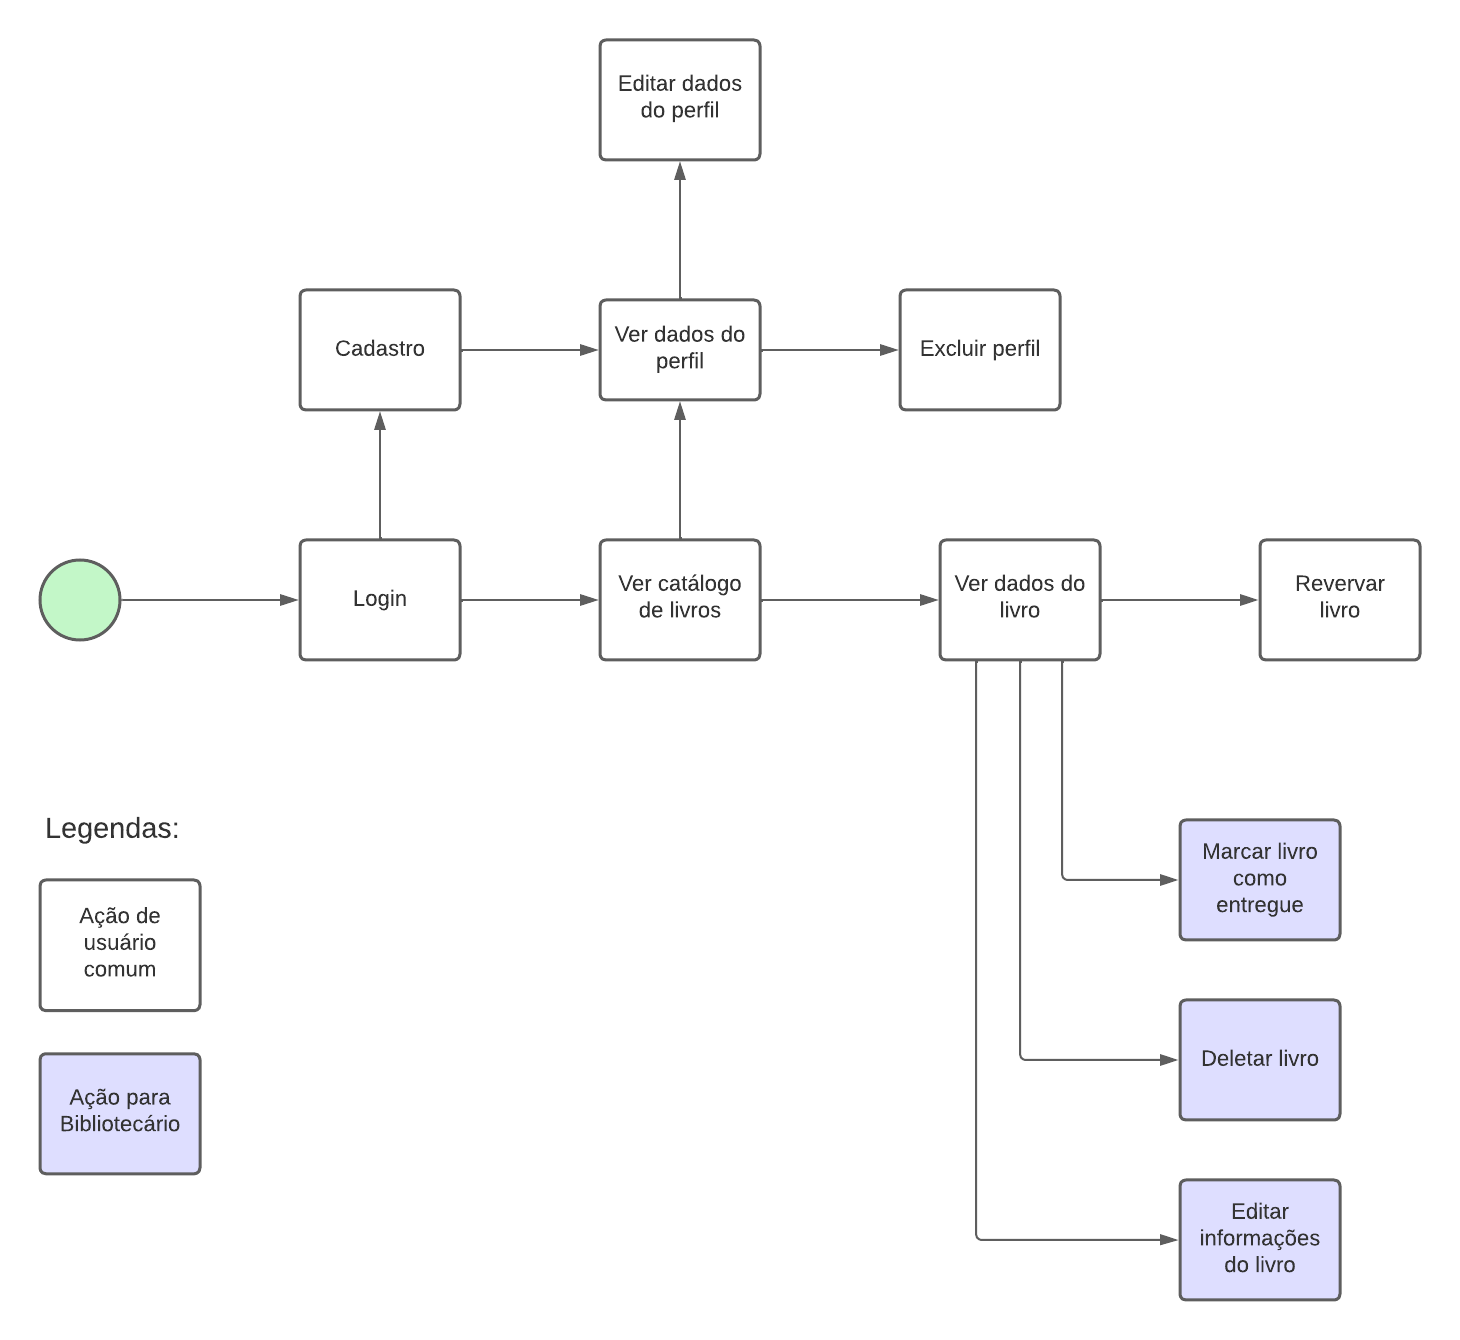 Editar dados
do perfil
Cadastro
Ver dados do
perfil
Excluir perfil
Login
Ver catálogo
de livros
Ver dados do
livro
Revervar
livro
Legendas:
Ação de
usuário
comum
Ação para
Bibliotecário
Marcar livro
como
entregue
Deletar livro
Editar
informações
do livro